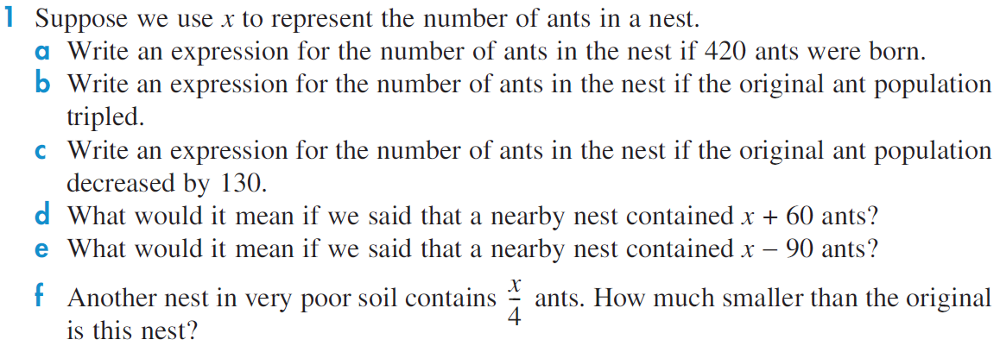 1 Suppose we use x to represent the number of ants in a nest.
a Write an expression for the number of ants in the nest if 420 ants were born.
b Write an expression for the number of ants in the nest if the original ant population
tripled.
c Write an expression for the number of ants in the nest if the original ant population
decreased by 130.
d What would it mean if we said that a nearby nest contained x + 60 ants?
e What would it mean if we said that a nearby nest contained x − 90 ants?
f Another nest in very poor soil contains x/4 ants. How much smaller than the original
is this nest?